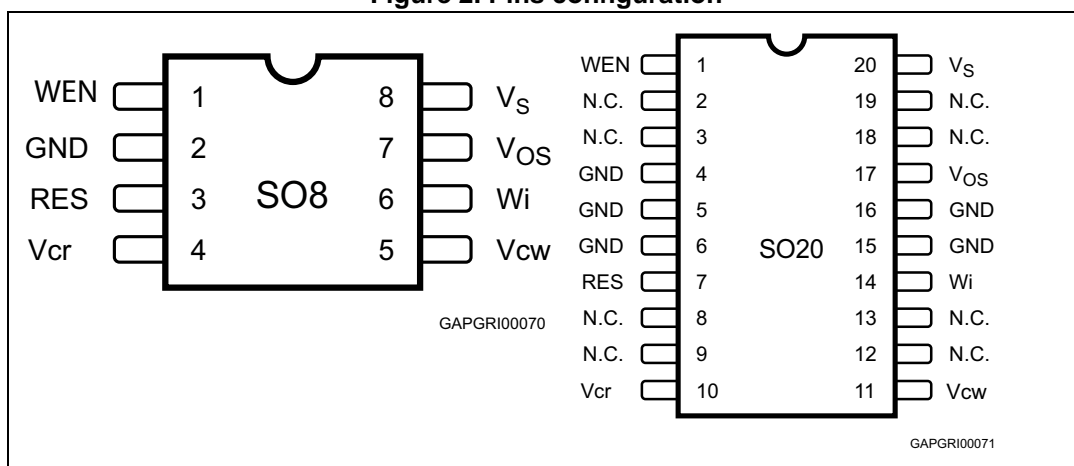 Figure 2. Pins configuration
WEN 1 8 VS
GND 2 7 VOS
RES 3 SO8 6 Wi
Vcr 4 5 Vcw
GAPGRI00070
WEN 1 20 VS
N.C. 2 19 N.C.
N.C. 3 18 N.C.
GND 4 17 VOS
GND 5 16 GND
GND 6 SO20 15 GND
RES 7 14 Wi
N.C. 8 13 N.C.
N.C. 9 12 N.C.
Vcr 10 11 Vcw
GAPGRI00071